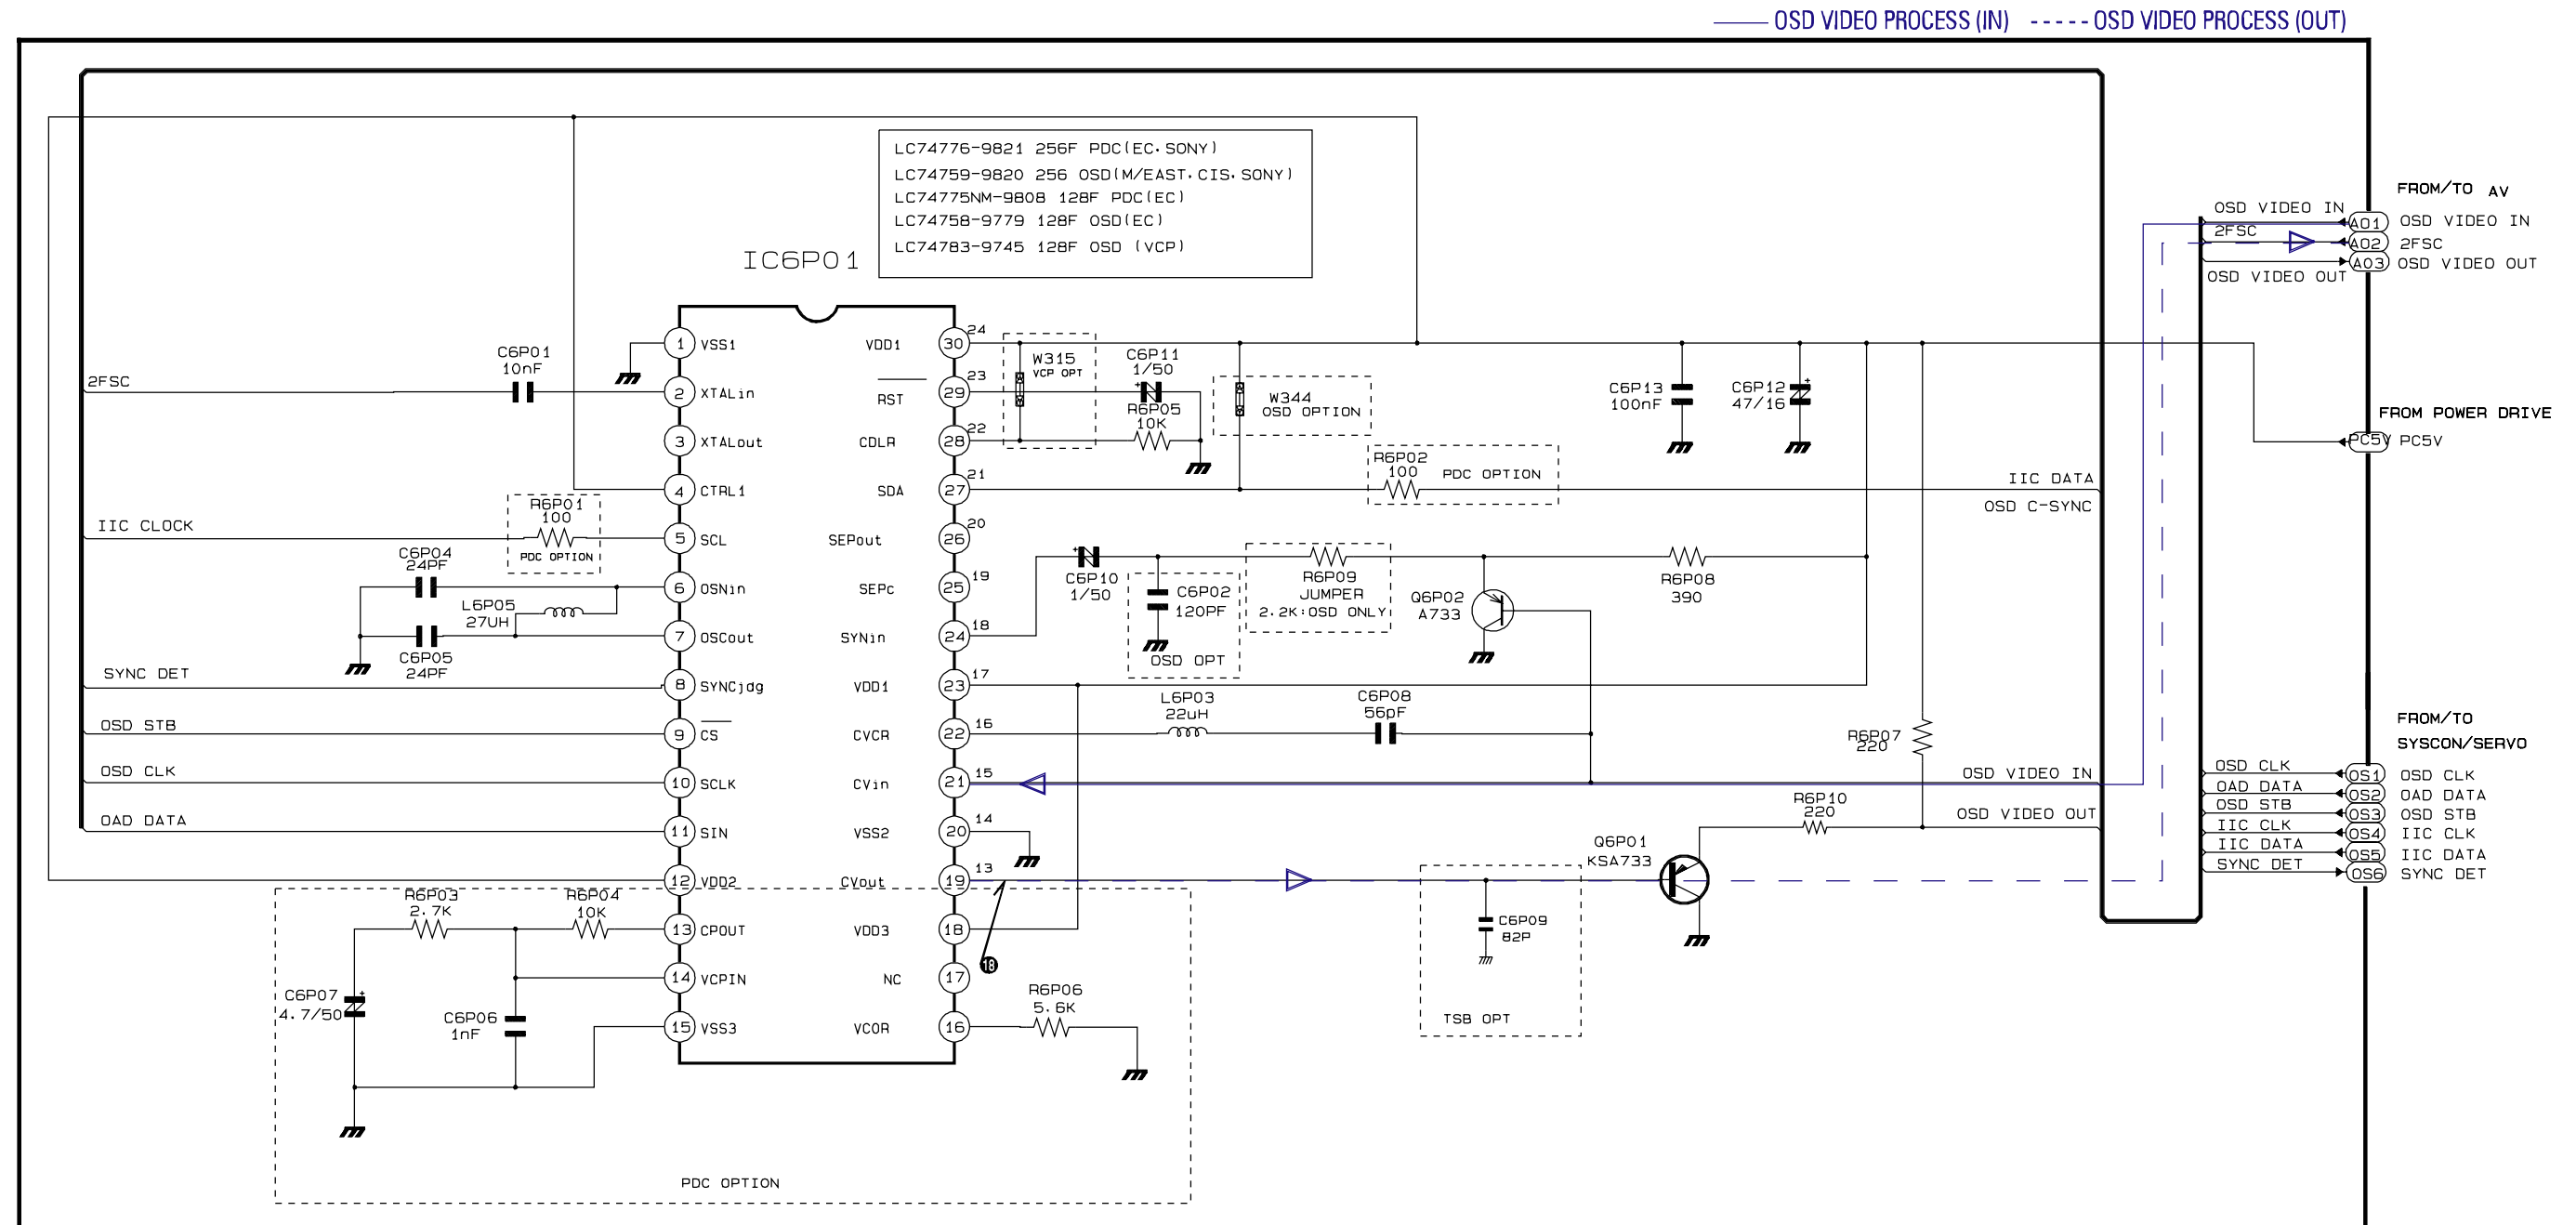 OSD VIDEO PROCESS (IN) ----- OSD VIDEO PROCESS (OUT)
LC74776-9821 256F PDC(EC.SONY)
LC74759-9820 256 OSD(M/EAST.CIS.SONY)
LC74775NM-9808 128F PDC(EC)
LC74758-9779 128F OSD(EC)
LC74783-9745 128F OSD (VCP)
IC6P01
1 VSS1
2 XTALin
3 XTALout
4 CTRL1
5 SCL
6 OSNin
7 OSCout
8 SYNCjdg
9 CS
10 SCLK
11 SIN
12 VDD2
13 CPOUT
14 VCPIN
15 VSS3
VDD1 30 24
RST 29 23
CDLR 28 22
SDA 27 21
SEPout 26 20
SEPc 25 19
SYNin 24 18
VDD1 23 17
CVCR 22 16
CVin 21 15
VSS2 20 14
CVout 19 13
VDD3 18
NC 17
VCOR 16
2FSC
C6P01
10nF
IIC CLOCK
R6P01
100
PDC OPTION
C6P04
24PF
L6P05
27UH
C6P05
24PF
SYNC DET
OSD STB
OSD CLK
OAD DATA
R6P03
2.7K
R6P04
10K
C6P07
4.7/50
C6P06
1nF
PDC OPTION
18
R6P06
5.6K
W315
VCP OPT
C6P11
1/50
R6P05
10K
W344
OSD OPTION
R6P02
100
PDC OPTION
C6P13
100nF
C6P12
47/16
IIC DATA
OSD C-SYNC
C6P10
1/50
C6P02
120PF
OSD OPT
R6P09
JUMPER
2.2K:OSD ONLY
Q6P02
A733
R6P08
390
L6P03
22uH
C6P08
56pF
R6P07
220
OSD VIDEO IN
R6P10
220
OSD VIDEO OUT
Q6P01
KSA733
C6P09
82P
TSB OPT
FROM/TO AV
OSD VIDEO IN A01 OSD VIDEO IN
2FSC A02 2FSC
A03 OSD VIDEO OUT
OSD VIDEO OUT
FROM POWER DRIVE
PC5V PC5V
FROM/TO
SYSCON/SERVO
OSD CLK OS1 OSD CLK
OAD DATA OS2 OAD DATA
OSD STB OS3 OSD STB
IIC CLK OS4 IIC CLK
IIC DATA OS5 IIC DATA
SYNC DET OS6 SYNC DET